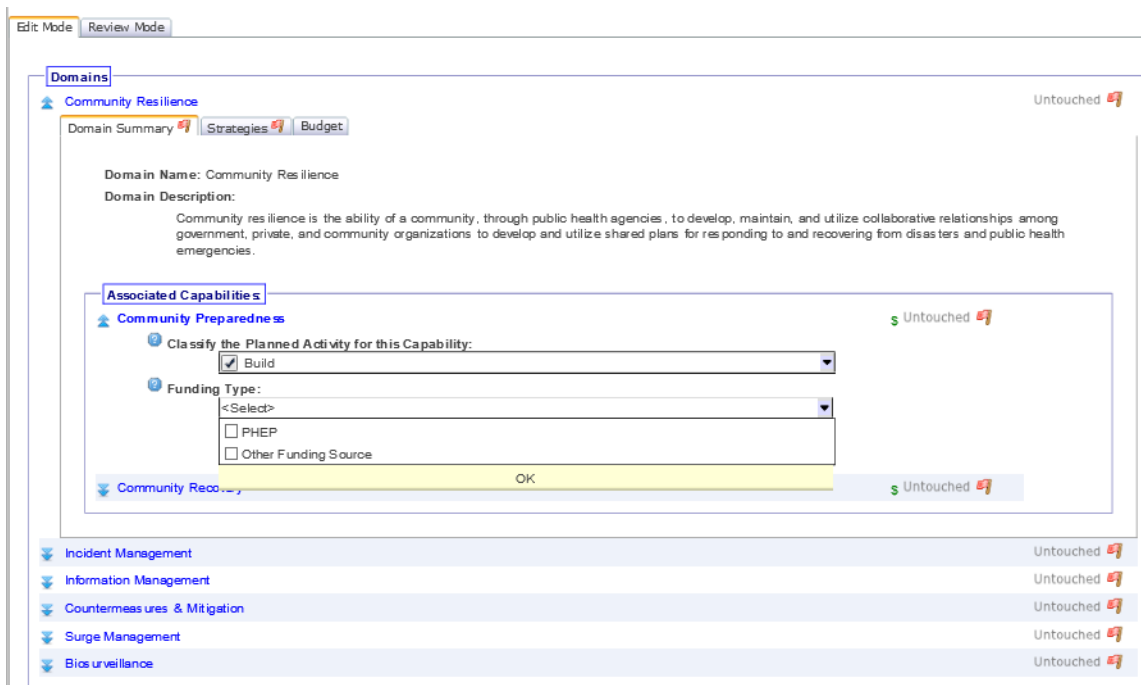 Edit Mode Review Mode
Domains
Community Resilience Untouched
Domain Summary Strategies Budget
Domain Name: Community Resilience
Domain Description:
Community resilience is the ability of a community, through public health agencies, to develop, maintain, and utilize collaborative relationships among
government, private, and community organizations to develop and utilize shared plans for responding to and recovering from disasters and public health
emergencies.
Associated Capabilities:
Community Preparedness $ Untouched
Classify the Planned Activity for this Capability:
Build
Funding Type:
<Select>
PHEP
Other Funding Source
OK
Community Recovery $ Untouched
Incident Management Untouched
Information Management Untouched
Countermeasures & Mitigation Untouched
Surge Management Untouched
Biosurveillance Untouched